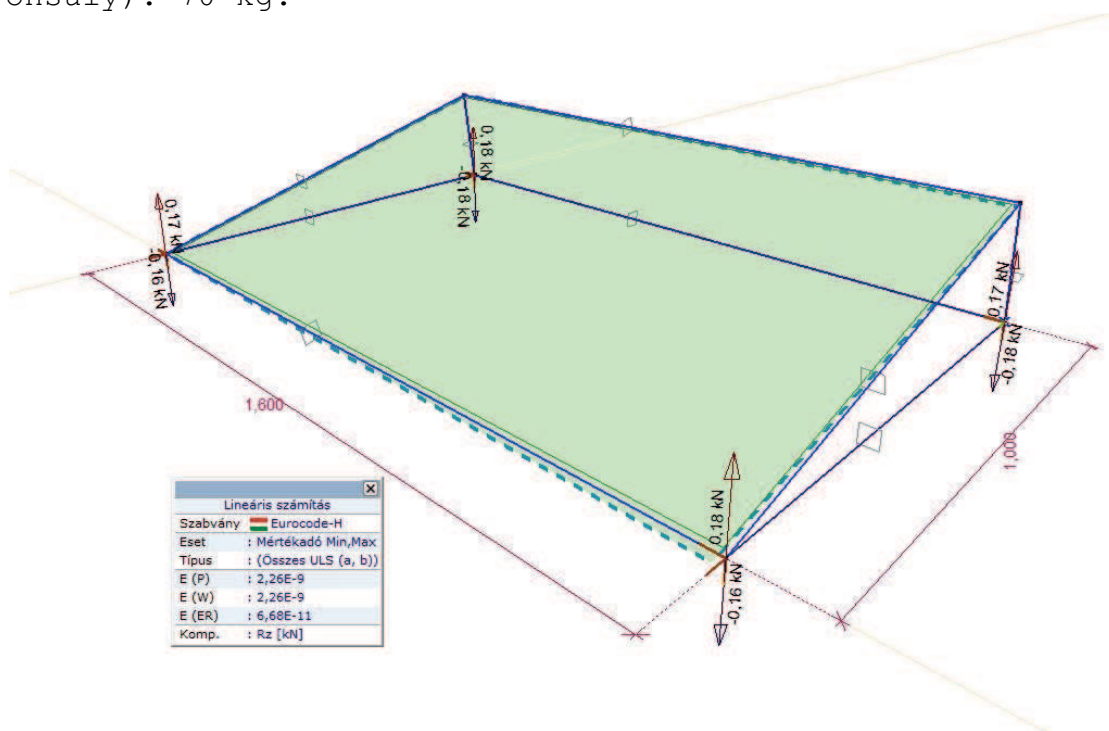 onsúly): 70 kg.
0,18 kN
-0,18 kN
0,17 kN
-0,16 kN
0,17 kN
-0,18 kN
1,600
1,000
0,18 kN
-0,16 kN
Lineáris számítás
Szabvány Eurocode-H
Eset : Mértékadó Min,Max
Típus : (Összes ULS (a, b))
E (P) : 2,26E-9
E (W) : 2,26E-9
E (ER) : 6,68E-11
Komp. : Rz [kN]